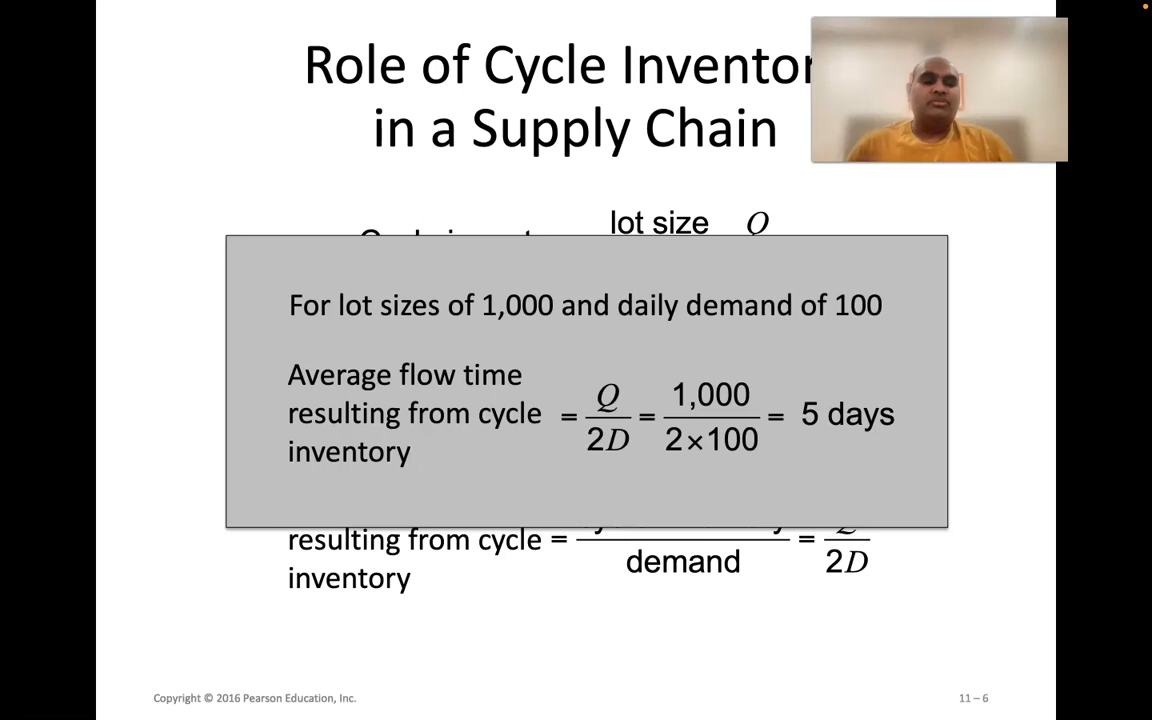 Role of Cycle Inventor
in a Supply Chain
lot size Q
For lot sizes of 1,000 and daily demand of 100
Average flow time
resulting from cycle
inventory
= Q / 2D = 1,000 / 2×100 = 5 days
resulting from cycle =
demand
= 2D
inventory
Copyright © 2016 Pearson Education, Inc.
11 – 6